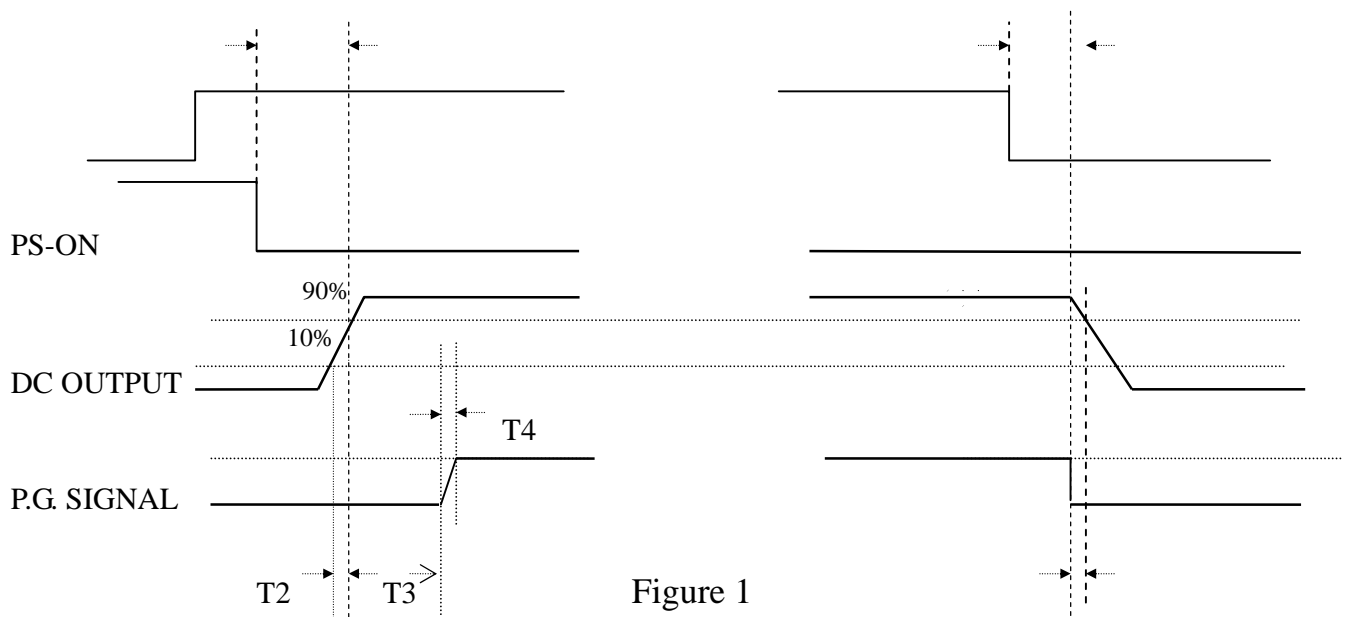 PS-ON
90%
10%
DC OUTPUT
T4
P.G. SIGNAL
T2
T3
Figure 1